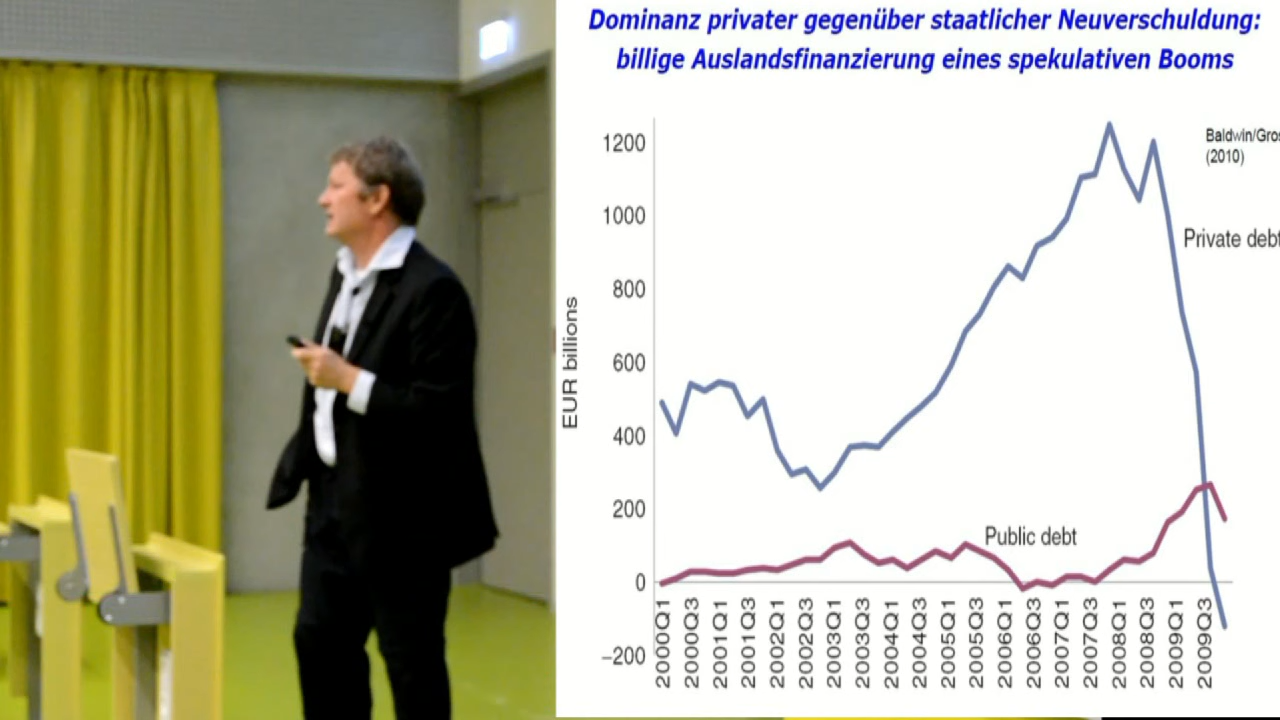 Dominanz privater gegenüber staatlicher Neuverschuldung:
billige Auslandsfinanzierung eines spekulativen Booms
Baldwin/Gros
(2010)
1200
1000
Private debt
800
EUR billions
600
400
200
Public debt
0
2000Q1
2000Q3
2001Q1
2001Q3
2002Q1
2002Q3
2003Q1
2003Q3
2004Q1
2004Q3
2005Q1
2005Q3
2006Q1
2006Q3
2007Q1
2007Q3
2008Q1
2008Q3
2009Q1
2009Q3
−200